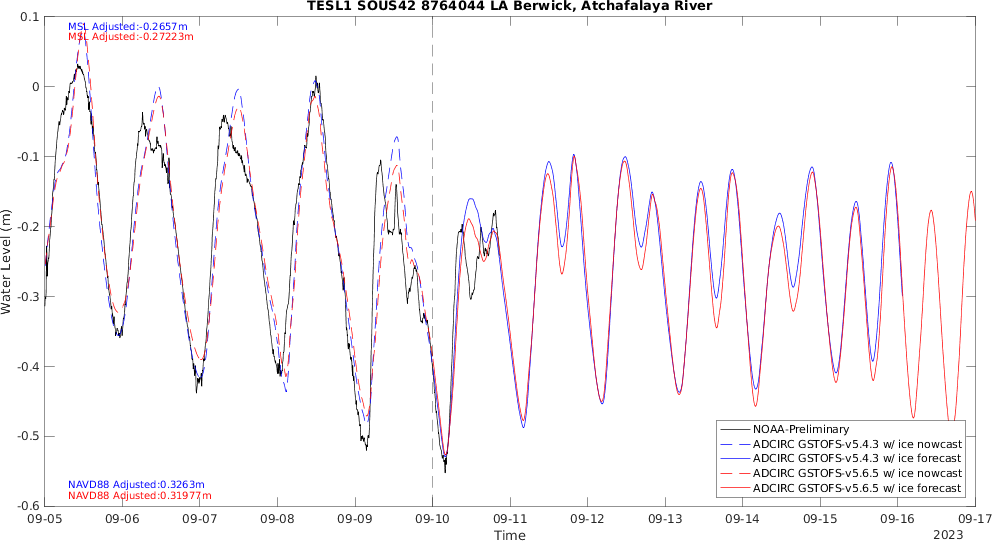 TESL1 SOUS42 8764044 LA Berwick, Atchafalaya River
MSL Adjusted:-0.2657m
MSL Adjusted:-0.27223m
0.1
0
-0.1
-0.2
-0.3
-0.4
-0.5
-0.6
Water Level (m)
NAVD88 Adjusted:0.3263m
NAVD88 Adjusted:0.31977m
NOAA-Preliminary
ADCIRC GSTOFS-v5.4.3 w/ ice nowcast
ADCIRC GSTOFS-v5.4.3 w/ ice forecast
ADCIRC GSTOFS-v5.6.5 w/ ice nowcast
ADCIRC GSTOFS-v5.6.5 w/ ice forecast
09-05 09-06 09-07 09-08 09-09 09-10 09-11 09-12 09-13 09-14 09-15 09-16 09-17
Time
2023